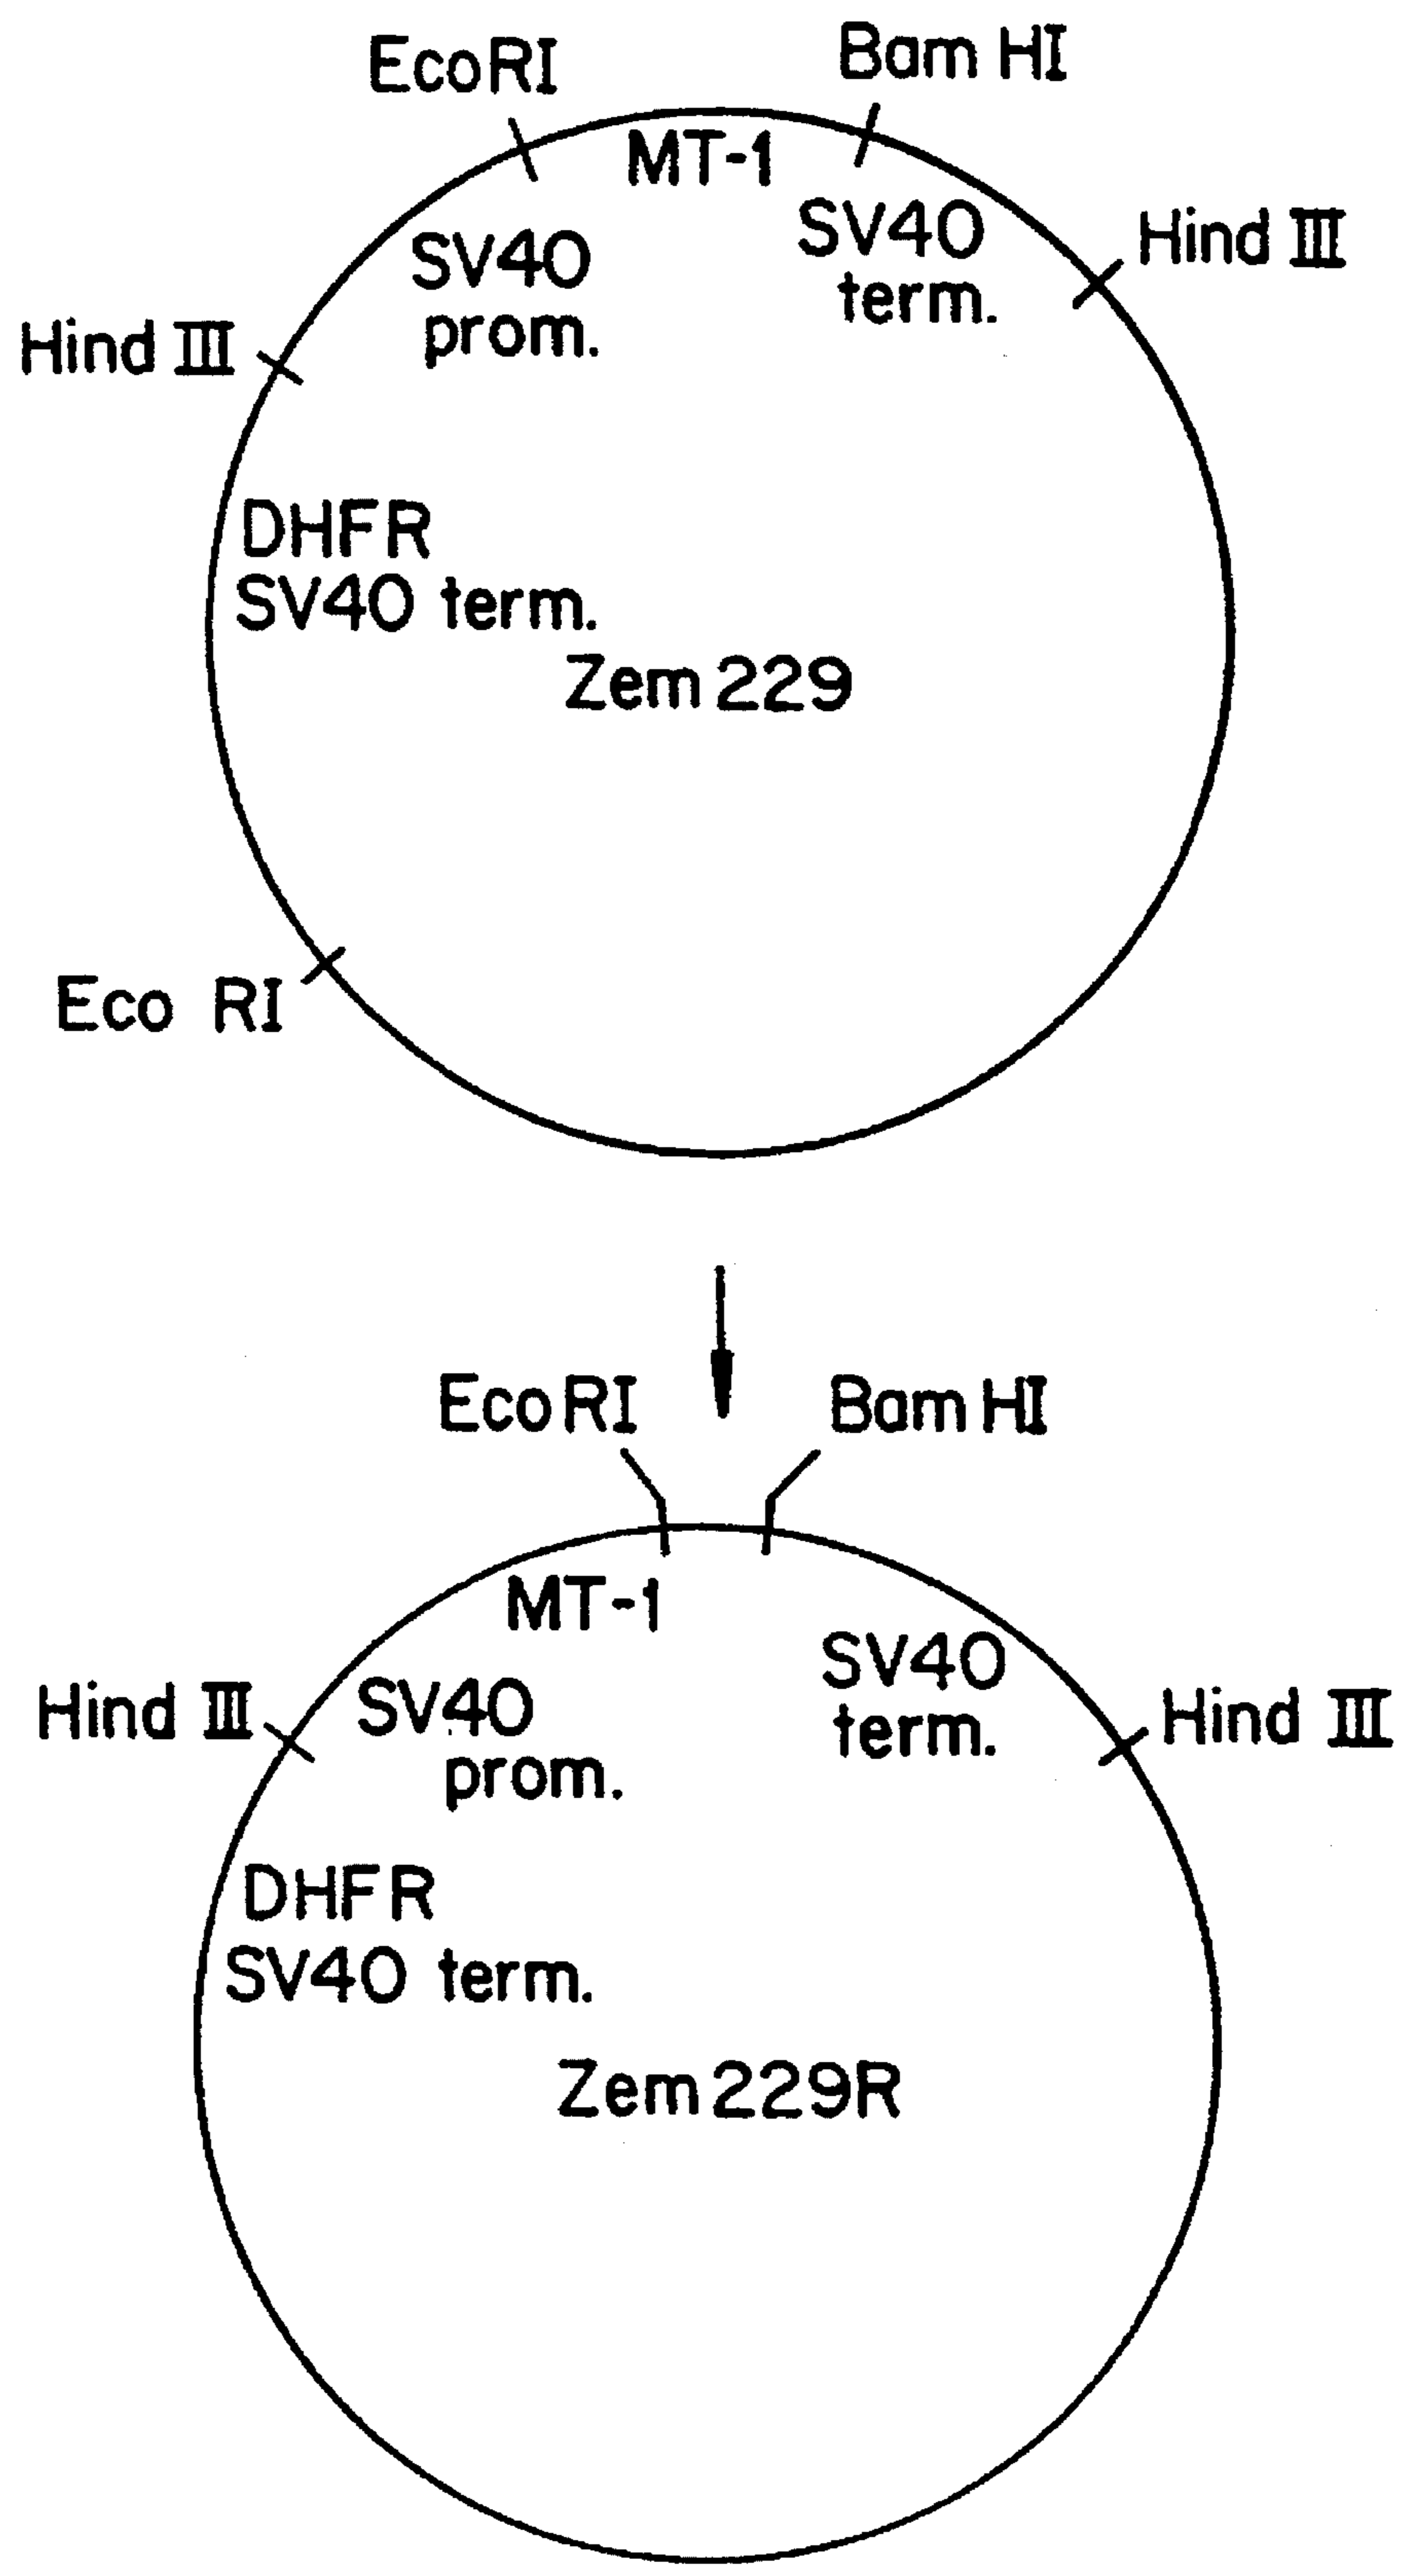 EcoRI
Bam HI
MT-1
SV40
prom.
SV40
term.
Hind III
Hind III
DHFR
SV40 term.
Zem 229
Eco RI
EcoRI
Bam HI
MT-1
SV40
term.
Hind III
SV40
prom.
Hind III
DHFR
SV40 term.
Zem 229R